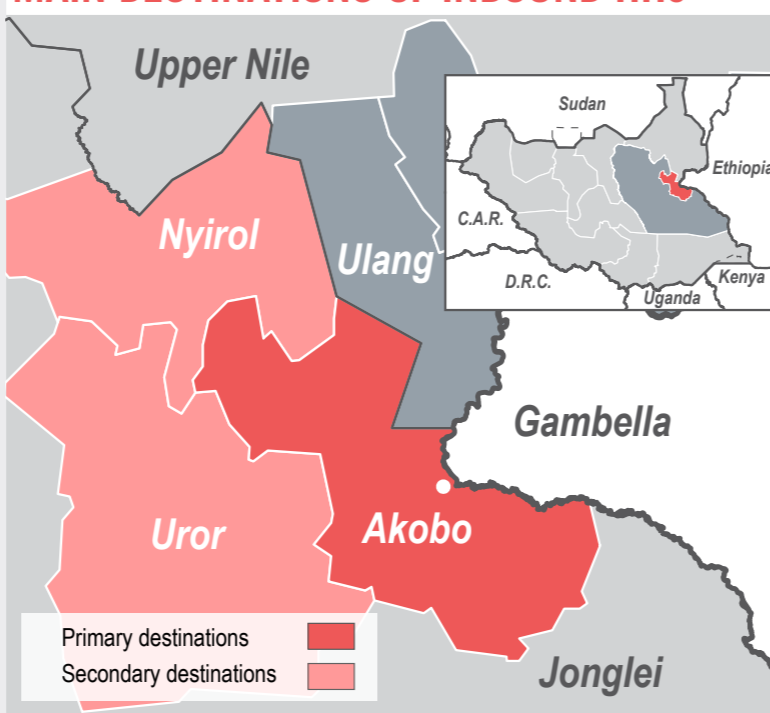 Upper Nile
Sudan
Ethiopia
C.A.R.
D.R.C.
Kenya
Uganda
Nyirol
Ulang
Gambella
Uror
Akobo
Primary destinations
Secondary destinations
Jonglei